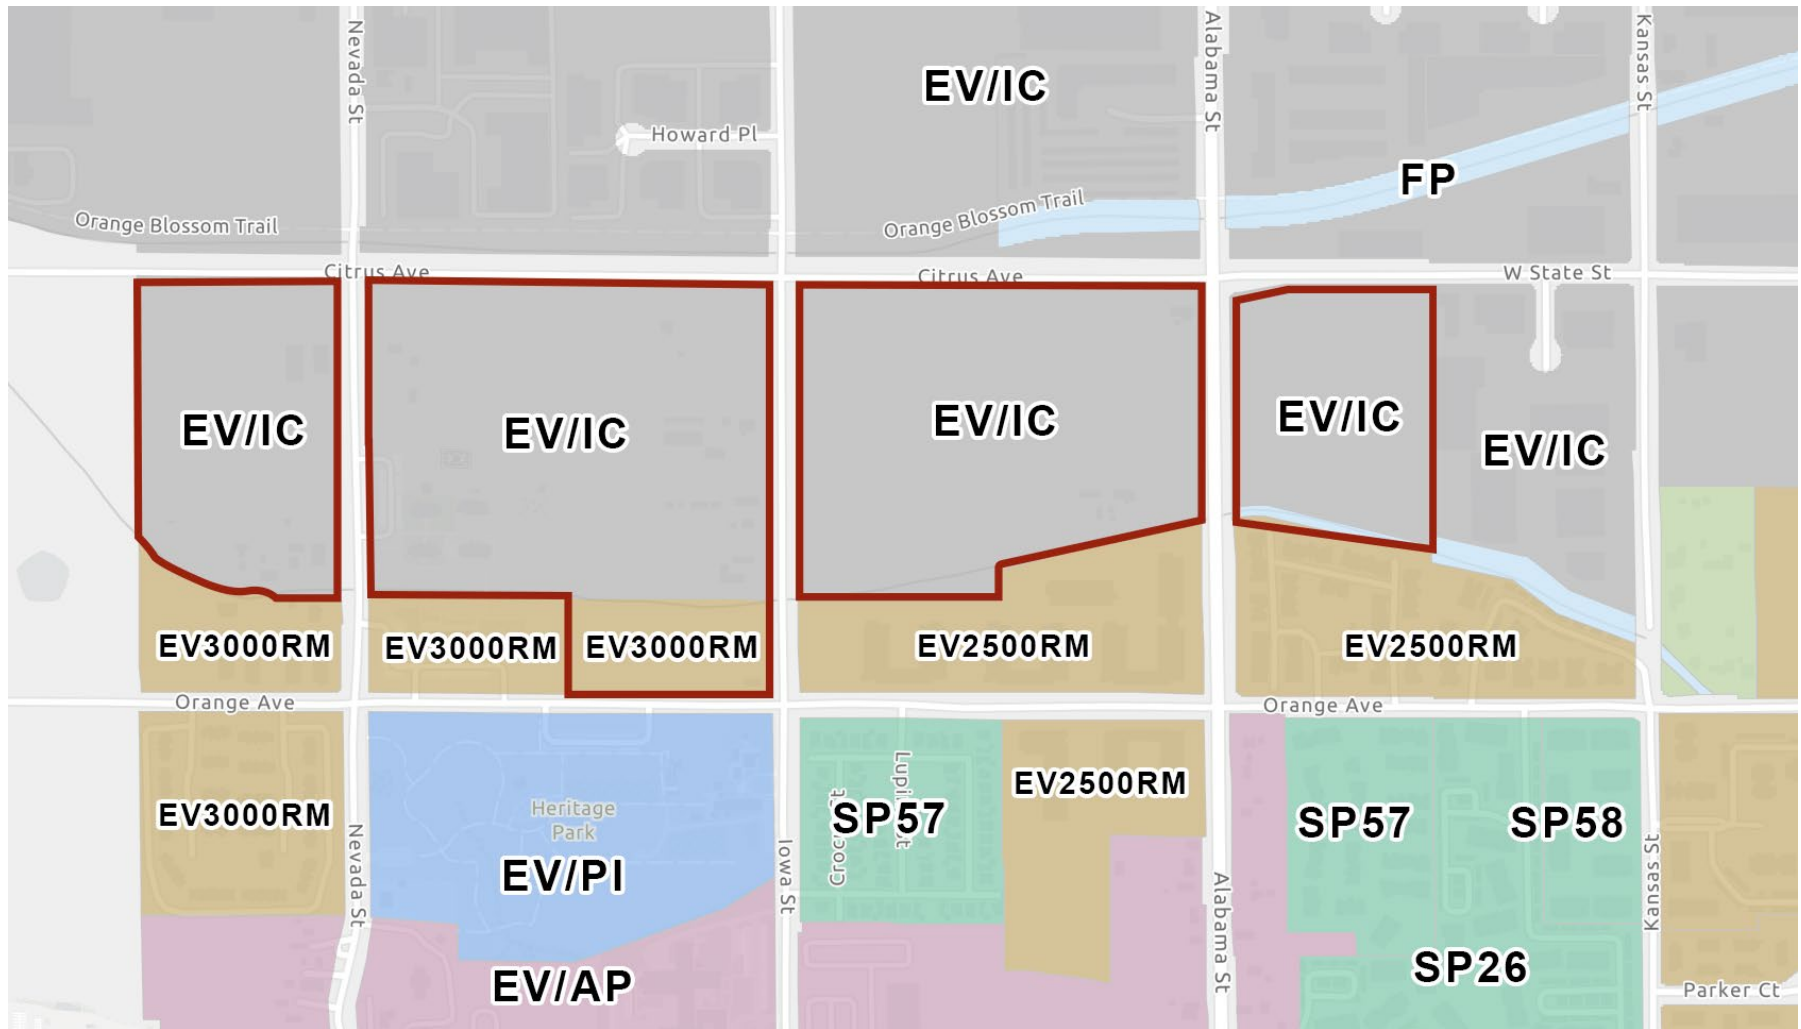 Nevada St
Alabama St
Kansas St
EV/IC
Howard Pl
FP
Orange Blossom Trail
Orange Blossom Trail
Citrus Ave
Citrus Ave
W State St
EV/IC
EV/IC
EV/IC
EV/IC
EV/IC
EV3000RM
EV3000RM
EV3000RM
EV2500RM
EV2500RM
Orange Ave
Orange Ave
EV3000RM
Heritage
Park
EV/PI
SP57
EV2500RM
SP57
SP58
Nevada St
Iowa St
Alabama St
Kansas St
EV/AP
SP26
Parker Ct